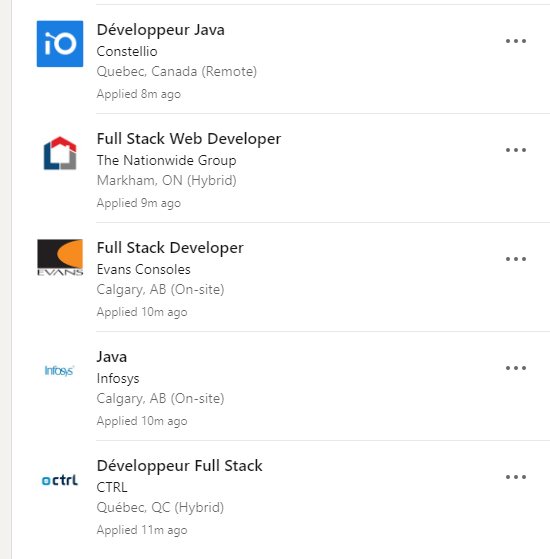 iO
Développeur Java
Constellio
Quebec, Canada (Remote)
Applied 8m ago
Full Stack Web Developer
The Nationwide Group
Markham, ON (Hybrid)
Applied 9m ago
EVANS
Full Stack Developer
Evans Consoles
Calgary, AB (On-site)
Applied 10m ago
Infosys
Java
Infosys
Calgary, AB (On-site)
Applied 10m ago
ctrl
Développeur Full Stack
CTRL
Québec, QC (Hybrid)
Applied 11m ago